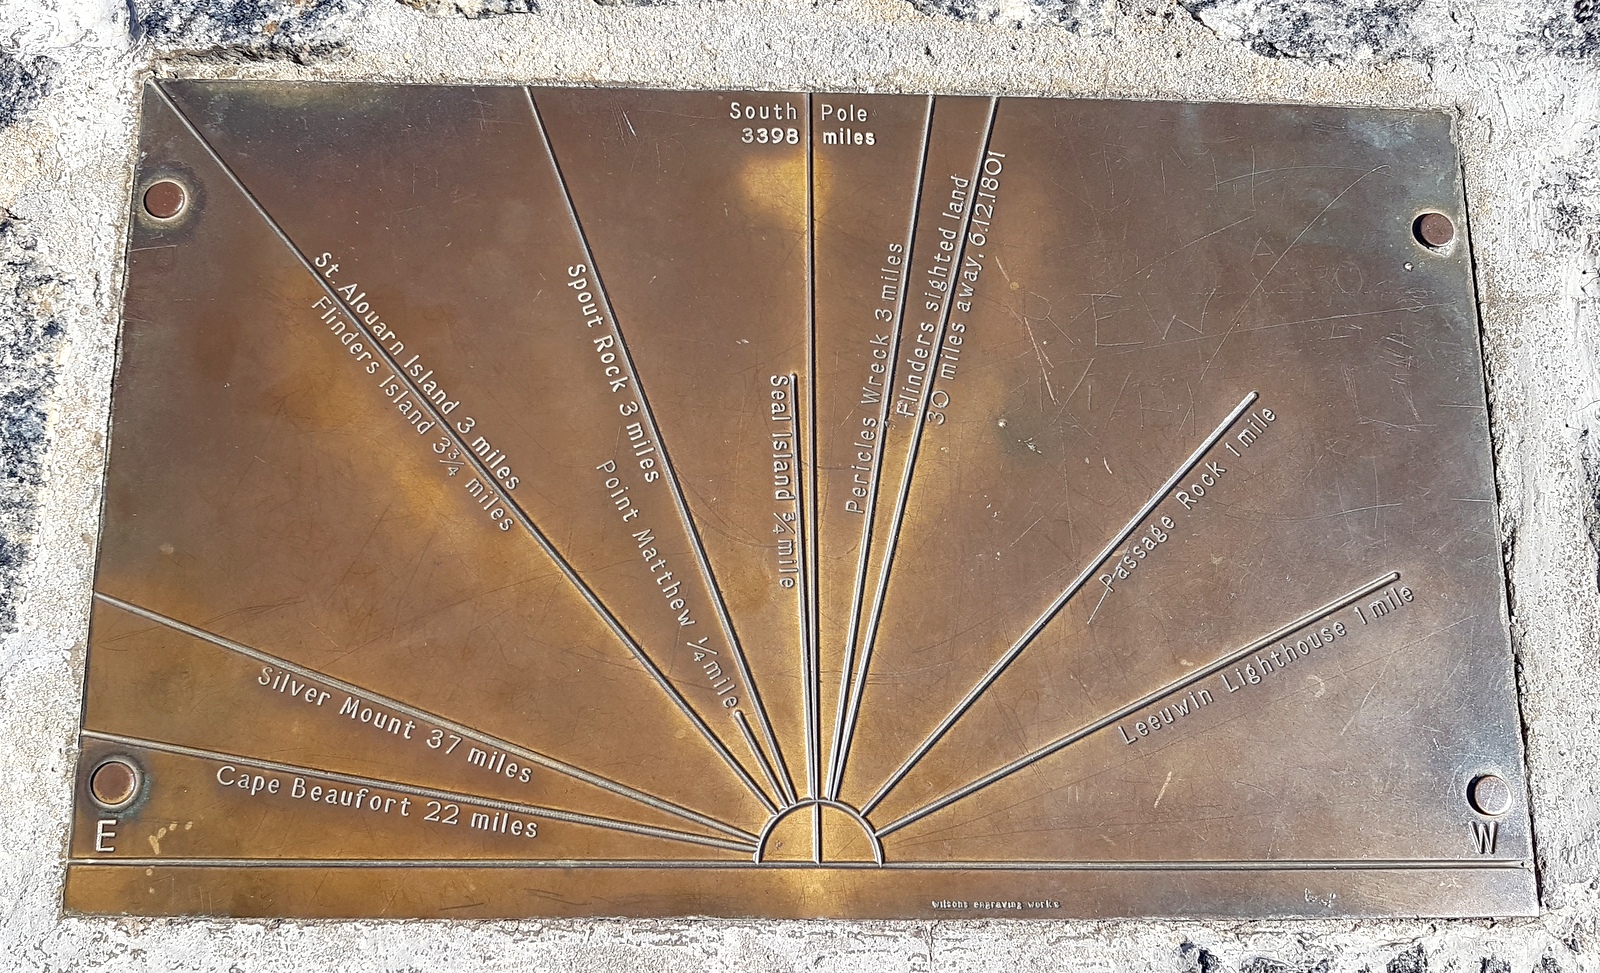 South Pole
3398 miles
St. Alouarn Island 3 miles
Flinders Island 3¾ miles
Spout Rock 3 miles
Point Matthew ¼ mile
Seal Island ¾ mile
Pericles Wreck 3 miles
Flinders sighted land
30 miles away, 6.12.1801
Passage Rock 1 mile
Leeuwin Lighthouse 1 mile
Silver Mount 37 miles
Cape Beaufort 22 miles
E
W
wilsons engraving works